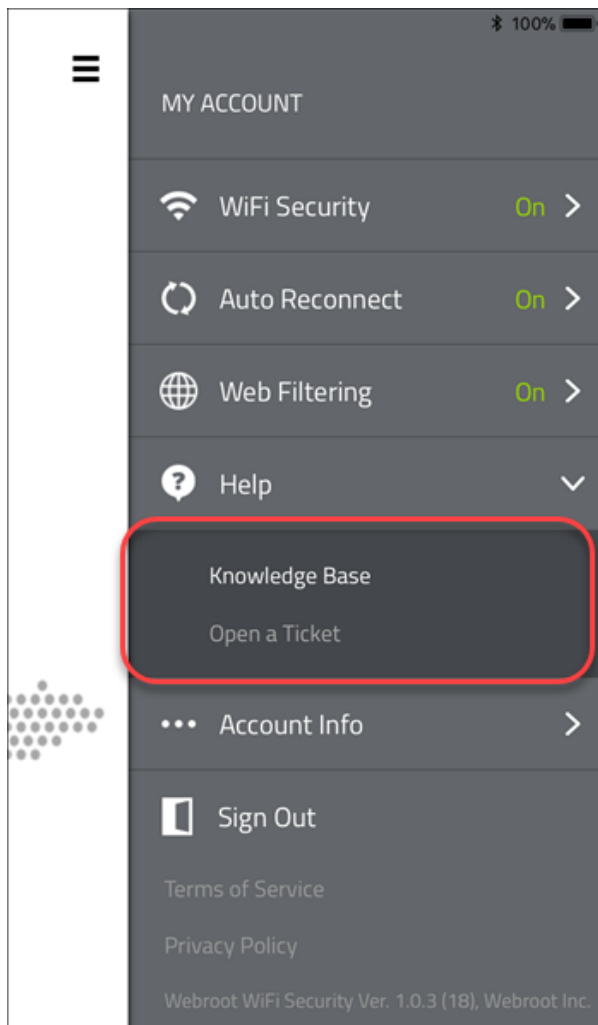 100%
MY ACCOUNT
WiFi Security On
Auto Reconnect On
Web Filtering On
Help
Knowledge Base
Open a Ticket
Account Info
Sign Out
Terms of Service
Privacy Policy
Webroot WiFi Security Ver. 1.0.3 (18), Webroot Inc.